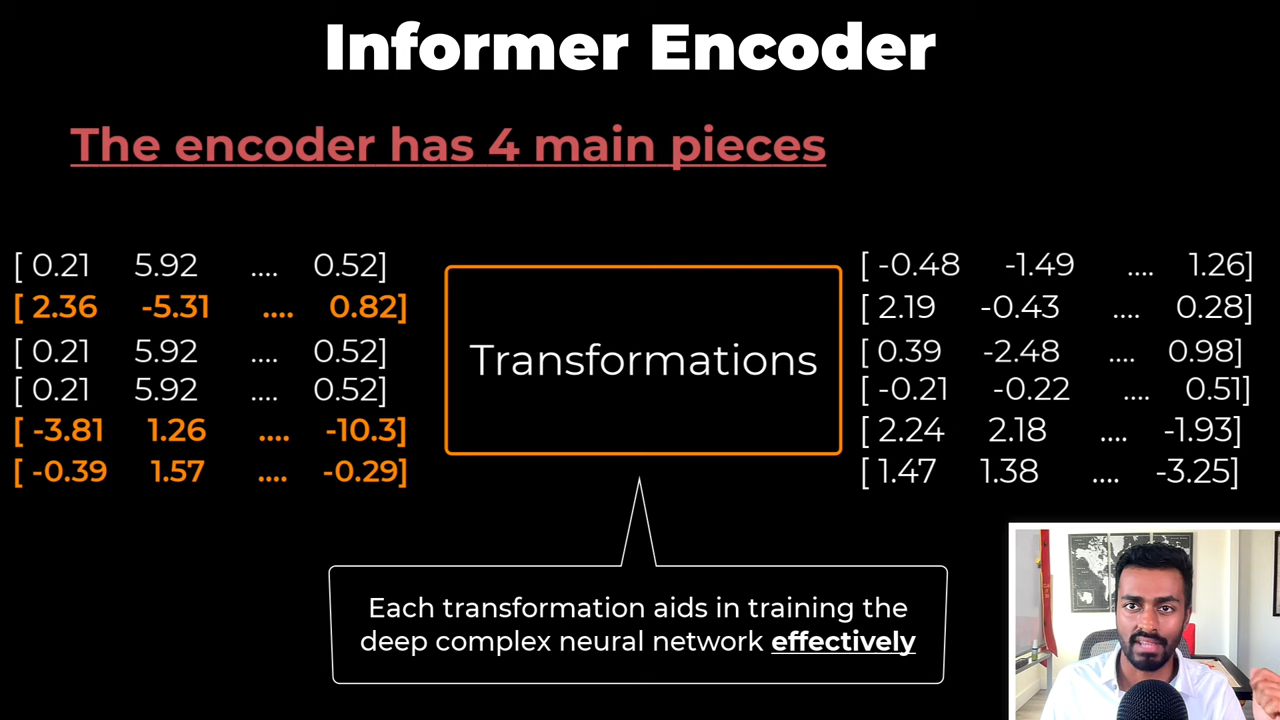 Informer Encoder
The encoder has 4 main pieces
[ 0.21 5.92 .... 0.52]
[ 2.36 -5.31 .... 0.82]
[ 0.21 5.92 .... 0.52]
[ 0.21 5.92 .... 0.52]
[ -3.81 1.26 .... -10.3]
[ -0.39 1.57 .... -0.29]
Transformations
[ -0.48 -1.49 .... 1.26]
[ 2.19 -0.43 .... 0.28]
[ 0.39 -2.48 .... 0.98]
[ -0.21 -0.22 .... 0.51]
[ 2.24 2.18 .... -1.93]
[ 1.47 1.38 .... -3.25]
Each transformation aids in training the
deep complex neural network effectively